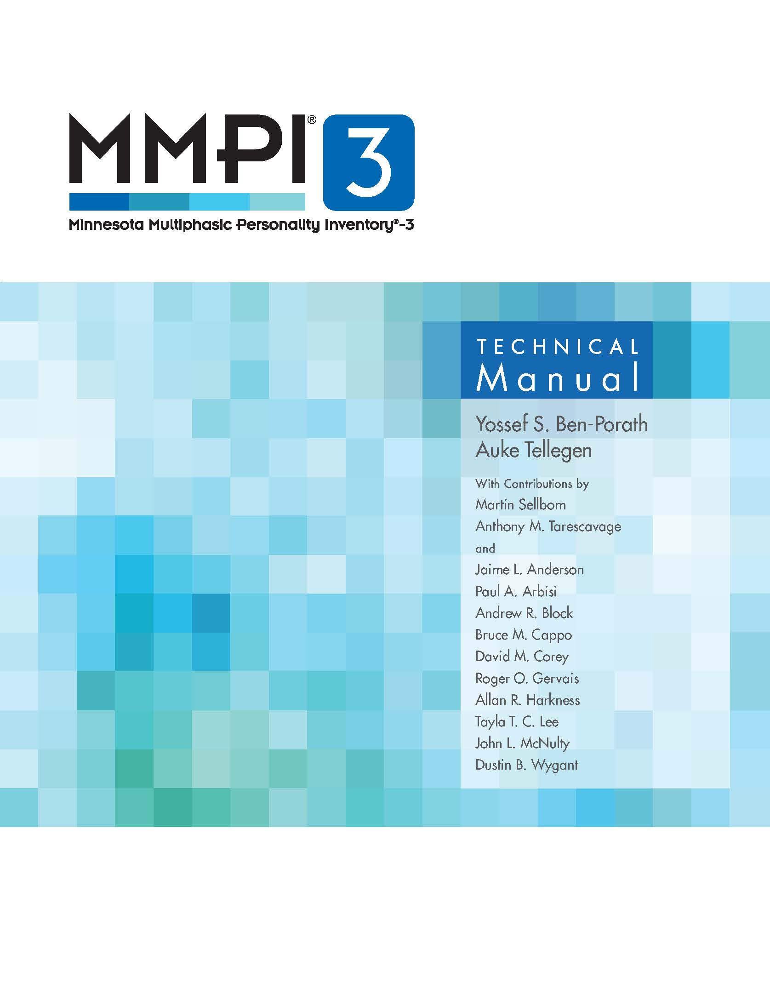 MMPI® 3
Minnesota Multiphasic Personality Inventory®-3
TECHNICAL
Manual
Yossef S. Ben-Porath
Auke Tellegen
With Contributions by
Martin Sellbom
Anthony M. Tarescavage
and
Jaime L. Anderson
Paul A. Arbisi
Andrew R. Block
Bruce M. Cappo
David M. Corey
Roger O. Gervais
Allan R. Harkness
Tayla T. C. Lee
John L. McNulty
Dustin B. Wygant